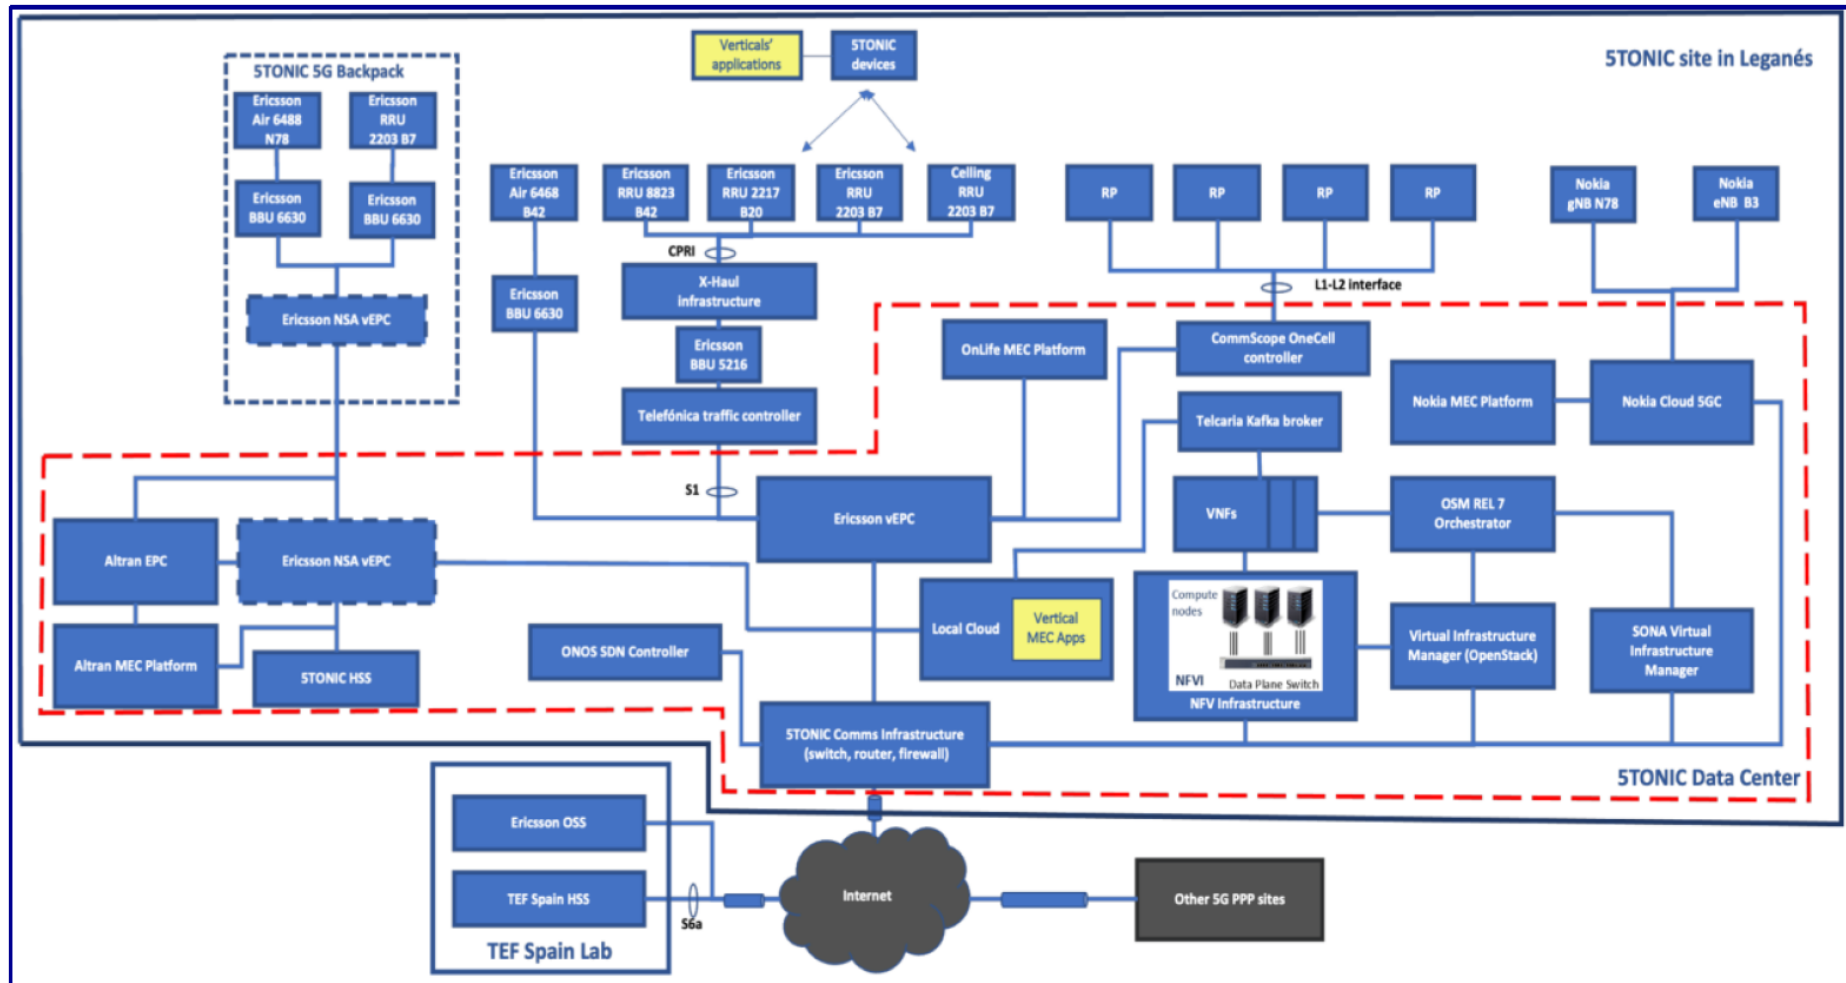 Verticals'
applications
5TONIC
devices
5TONIC site in Leganés
5TONIC 5G Backpack
Ericsson
Air 6488
N78
Ericsson
RRU
2203 B7
Ericsson
BBU 6630
Ericsson
BBU 6630
Ericsson NSA vEPC
Ericsson
Air 6468
B42
Ericsson
RRU 8823
B42
Ericsson
RRU 2217
B20
Ericsson
RRU
2203 B7
Celling
RRU
2203 B7
RP
RP
RP
RP
Nokia
gNB N78
Nokia
eNB B3
CPRI
X-Haul
Infrastructure
Ericsson
BBU 6630
Ericsson
BBU 5216
Telefónica traffic controller
L1-L2 interface
OnLife MEC Platform
CommScope OneCell
controller
Telcaria Kafka broker
Nokia MEC Platform
Nokia Cloud 5GC
S1
Ericsson vEPC
VNFs
OSM REL 7
Orchestrator
Altran EPC
Ericsson NSA vEPC
Altran MEC Platform
5TONIC HSS
ONOS SDN Controller
Local Cloud
Vertical
MEC Apps
Compute
nodes
NFVI
Data Plane Switch
NFV Infrastructure
Virtual Infrastructure
Manager (OpenStack)
SONA Virtual
Infrastructure
Manager
5TONIC Comms Infrastructure
(switch, router, firewall)
5TONIC Data Center
Ericsson OSS
TEF Spain HSS
S6a
TEF Spain Lab
Internet
Other 5G PPP sites